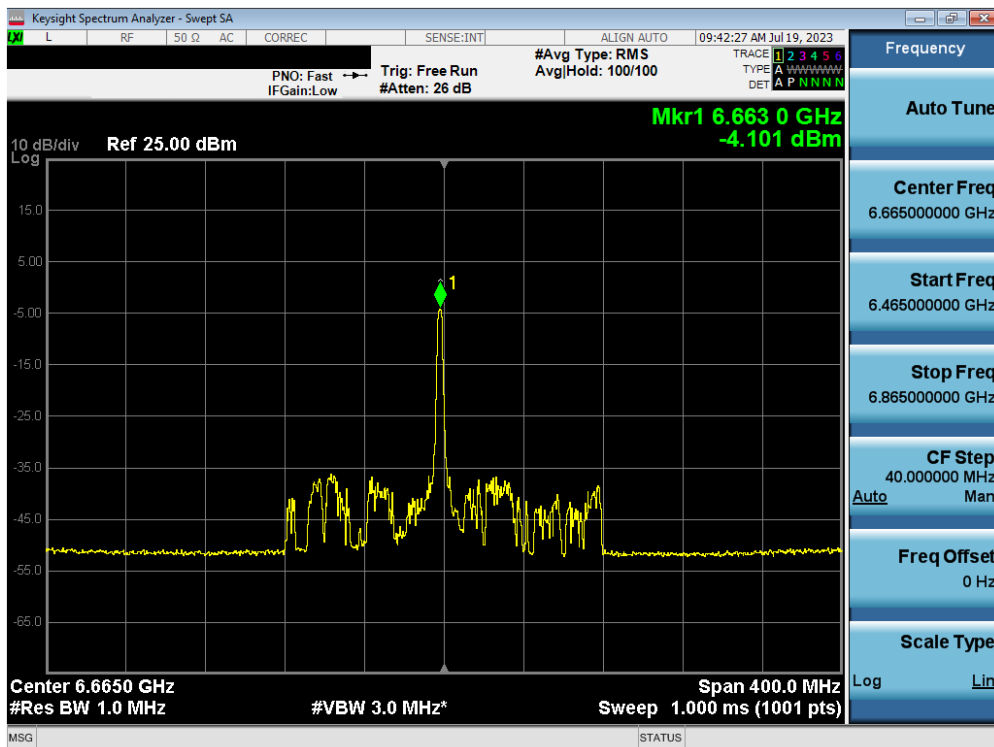 Keysight Spectrum Analyzer - Swept SA
LXI L RF 50 Ω AC CORREC SENSE:INT ALIGN AUTO 09:42:27 AM Jul 19, 2023
PNO: Fast
IFGain:Low
Trig: Free Run
#Atten: 26 dB
#Avg Type: RMS
Avg|Hold: 100/100
TRACE 1 2 3 4 5 6
TYPE A WWWWW
DET A P N N N N
Mkr1 6.663 0 GHz
-4.101 dBm
10 dB/div Ref 25.00 dBm
Log
15.0
5.00
1
-5.00
-15.0
-25.0
-35.0
-45.0
-55.0
-65.0
Center 6.6650 GHz Span 400.0 MHz
#Res BW 1.0 MHz #VBW 3.0 MHz* Sweep 1.000 ms (1001 pts)
MSG STATUS
Frequency
Auto Tune
Center Freq
6.665000000 GHz
Start Freq
6.465000000 GHz
Stop Freq
6.865000000 GHz
CF Step
40.000000 MHz
Auto Man
Freq Offset
0 Hz
Scale Type
Log Lin